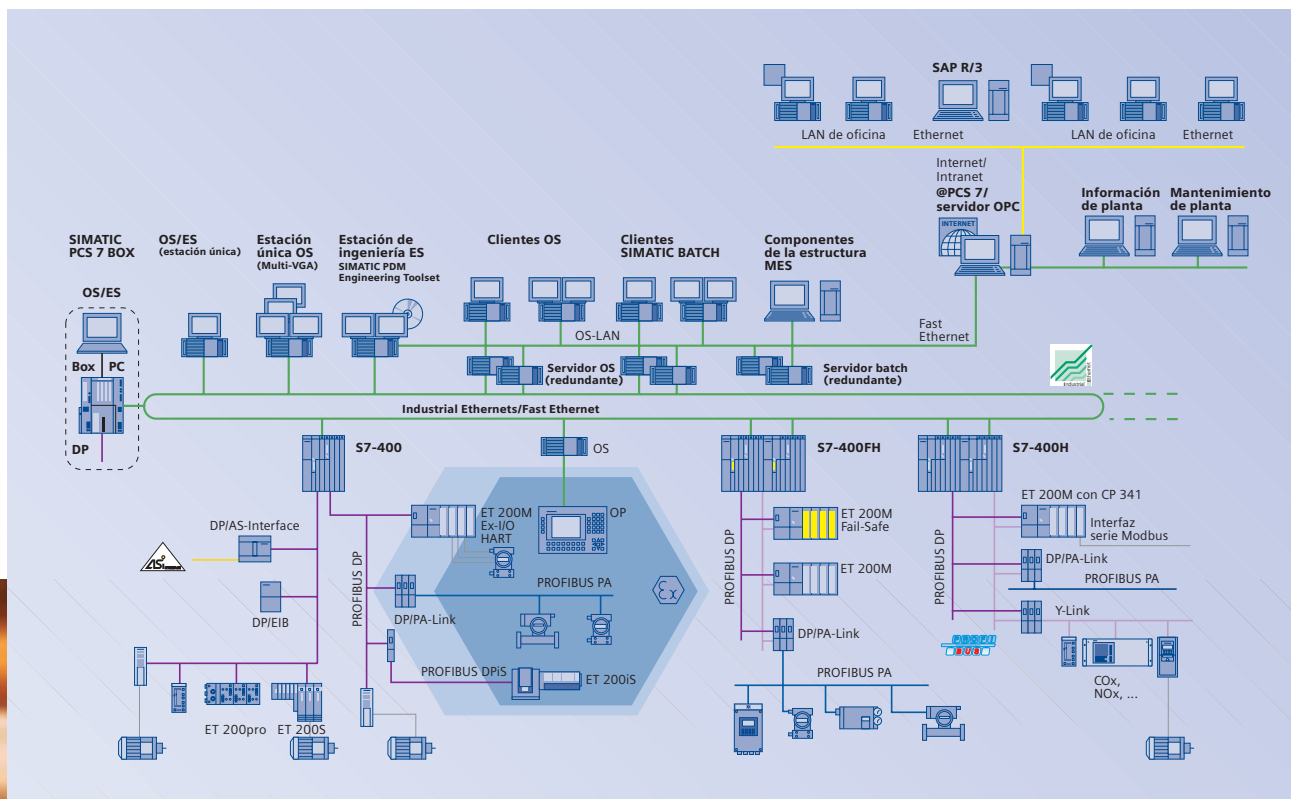 SAP R/3
LAN de oficina
Ethernet
LAN de oficina
Ethernet
Internet/
Intranet
@PCS 7/
servidor OPC
INTERNET
Información
de planta
Mantenimiento
de planta
SIMATIC
PCS 7 BOX
OS/ES
(estación única)
Estación
única OS
(Multi-VGA)
Estación de
ingeniería ES
SIMATIC PDM
Engineering Toolset
Clientes OS
Clientes
SIMATIC BATCH
Componentes
de la estructura
MES
OS/ES
Box PC
DP
OS-LAN
Fast
Ethernet
Servidor OS
(redundante)
Servidor batch
(redundante)
Industrial
Ethernet
Industrial Ethernets/Fast Ethernet
S7-400
OS
S7-400FH
S7-400H
ET 200M
Ex-I/O
HART
OP
ET 200M
Fail-Safe
ET 200M con CP 341
Interfaz
serie Modbus
DP/AS-Interface
PROFIBUS DP
PROFIBUS PA
Ex
PROFIBUS DP
ET 200M
PROFIBUS DP
DP/PA-Link
PROFIBUS PA
DP/EIB
DP/PA-Link
DP/PA-Link
Y-Link
PROFI
BUS
PROFIBUS DPiS
ET 200iS
PROFIBUS PA
COx,
NOx, ...
ET 200pro
ET 200S